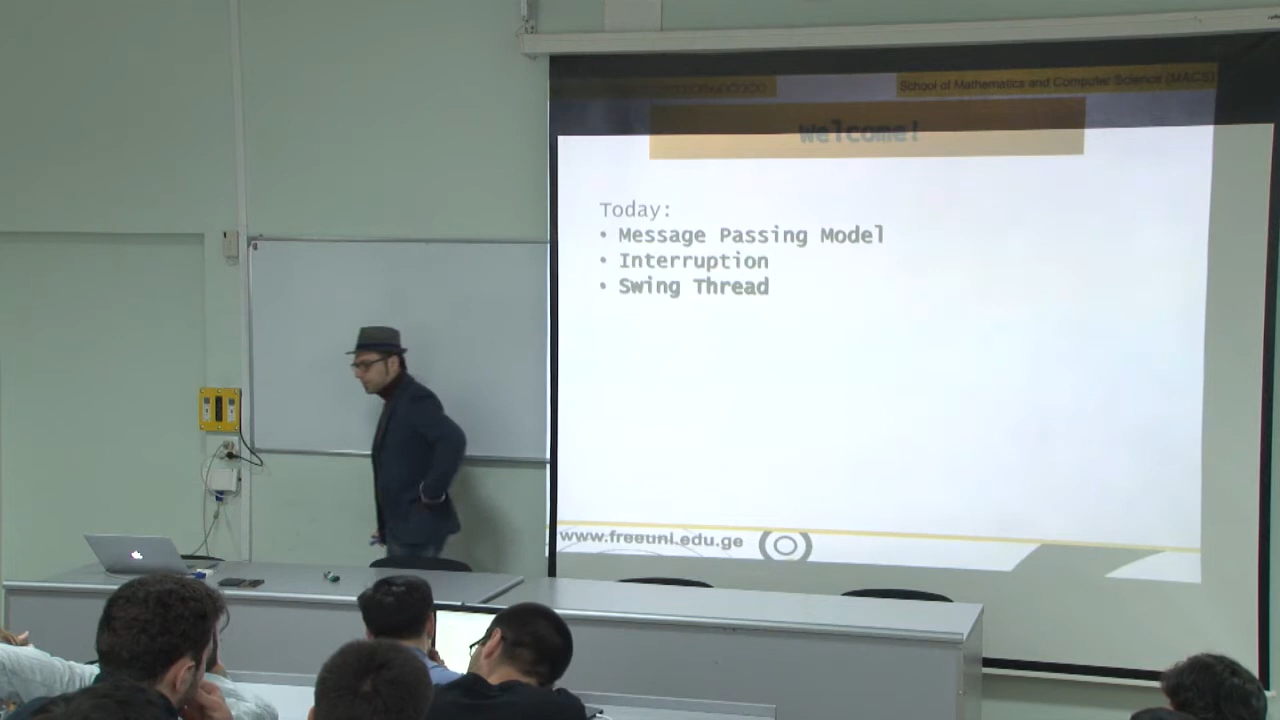 School of Mathematics and Computer Science (MACS)
Welcome!
Today:
• Message Passing Model
• Interruption
• Swing Thread
www.freeuni.edu.ge